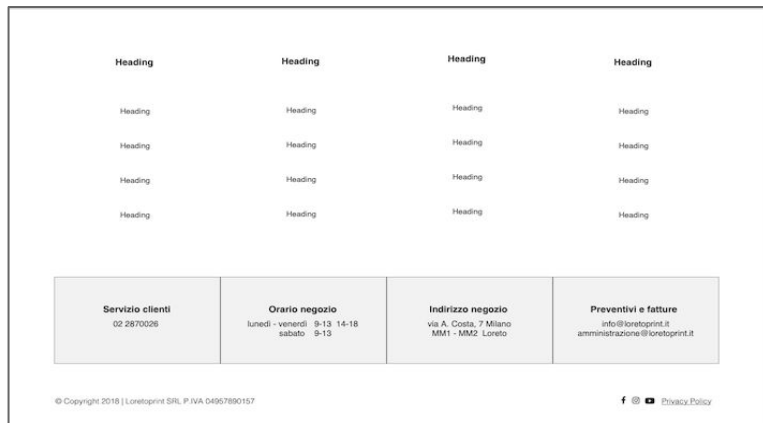 Heading Heading Heading Heading
Heading Heading Heading Heading
Heading Heading Heading Heading
Heading Heading Heading Heading
Heading Heading Heading Heading
Servizio clienti
02 2870026
Orario negozio
lunedì - venerdì 9-13 14-18
sabato 9-13
Indirizzo negozio
via A. Costa, 7 Milano
MM1 - MM2 Loreto
Preventivi e fatture
info@loretoprint.it
amministrazione@loretoprint.it
© Copyright 2018 | Loretoprint SRL P.IVA 04957890157
Privacy Policy